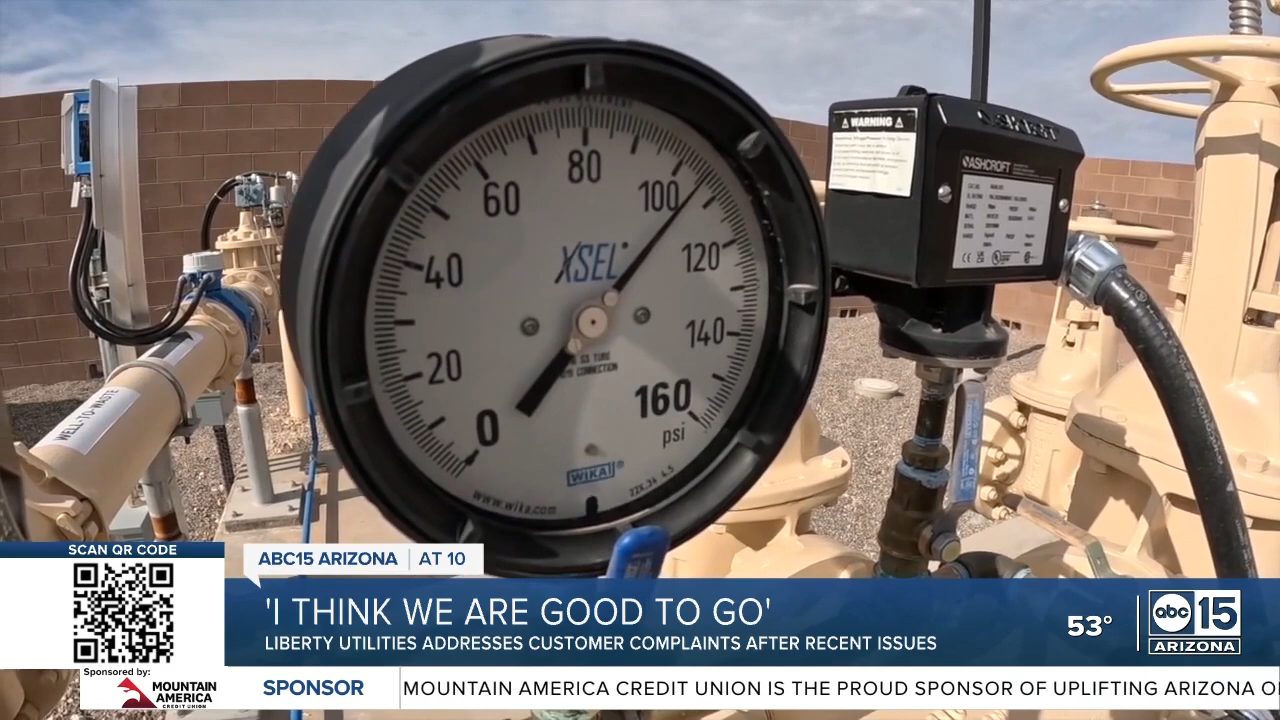 ⚠ WARNING ⚠
ASHCROFT
80
60
100
XSEL®
40
120
140
20
160
0
psi
WIKA®
www.wika.com
WELL-TO-WASTE
SCAN QR CODE
ABC15 ARIZONA | AT 10
'I THINK WE ARE GOOD TO GO'
LIBERTY UTILITIES ADDRESSES CUSTOMER COMPLAINTS AFTER RECENT ISSUES
53°
abc 15
ARIZONA
Sponsored by:
MOUNTAIN
AMERICA
CREDIT UNION
SPONSOR
MOUNTAIN AMERICA CREDIT UNION IS THE PROUD SPONSOR OF UPLIFTING ARIZONA O